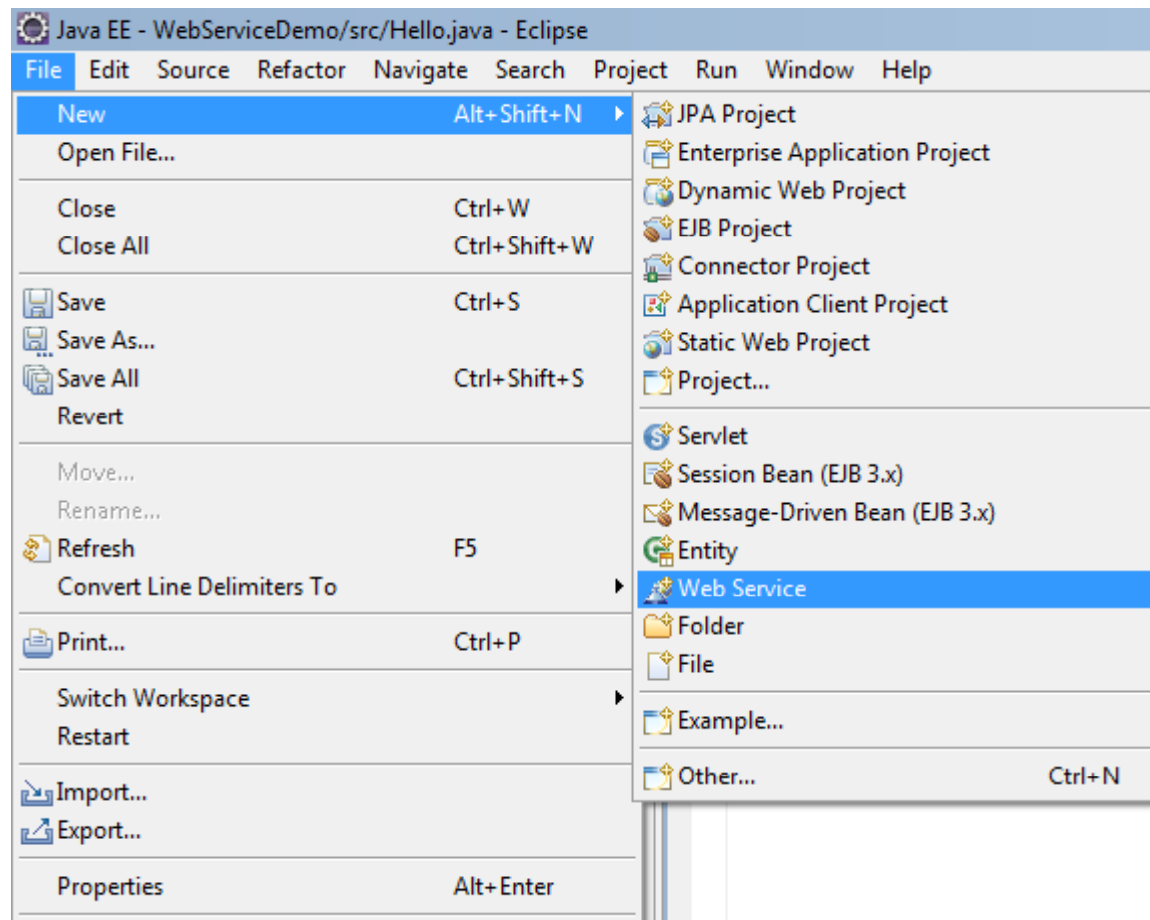 Java EE - WebServiceDemo/src/Hello.java - Eclipse
File Edit Source Refactor Navigate Search Project Run Window Help
New Alt+Shift+N
Open File...
Close Ctrl+W
Close All Ctrl+Shift+W
Save Ctrl+S
Save As...
Save All Ctrl+Shift+S
Revert
Move...
Rename...
Refresh F5
Convert Line Delimiters To
Print... Ctrl+P
Switch Workspace
Restart
Import...
Export...
Properties Alt+Enter
JPA Project
Enterprise Application Project
Dynamic Web Project
EJB Project
Connector Project
Application Client Project
Static Web Project
Project...
Servlet
Session Bean (EJB 3.x)
Message-Driven Bean (EJB 3.x)
Entity
Web Service
Folder
File
Example...
Other... Ctrl+N